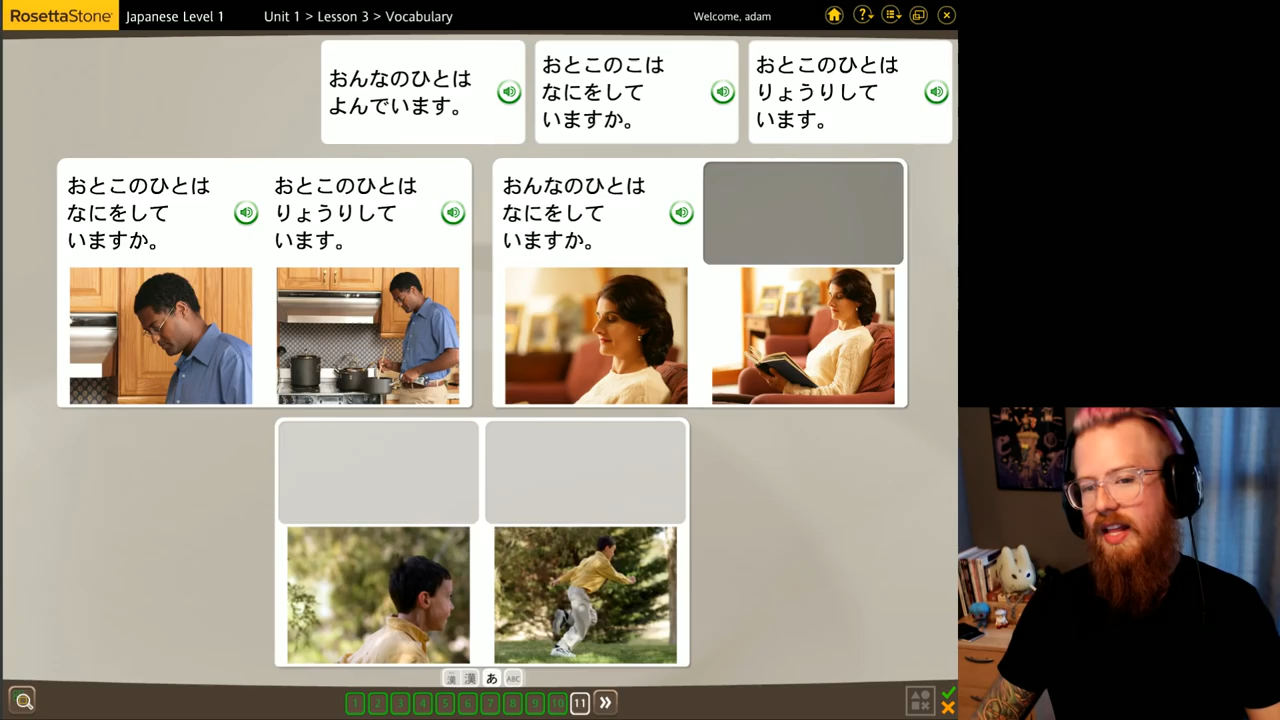 RosettaStone
Japanese Level 1
Unit 1 > Lesson 3 > Vocabulary
Welcome, adam
おんなのひとは
よんでいます。
おとこのこは
なにをして
いますか。
おとこのひとは
りょうりして
います。
おとこのひとは
なにをして
いますか。
おとこのひとは
りょうりして
います。
おんなのひとは
なにをして
いますか。
漢 漢 あ ABC
1 2 3 4 5 6 7 8 9 10 11